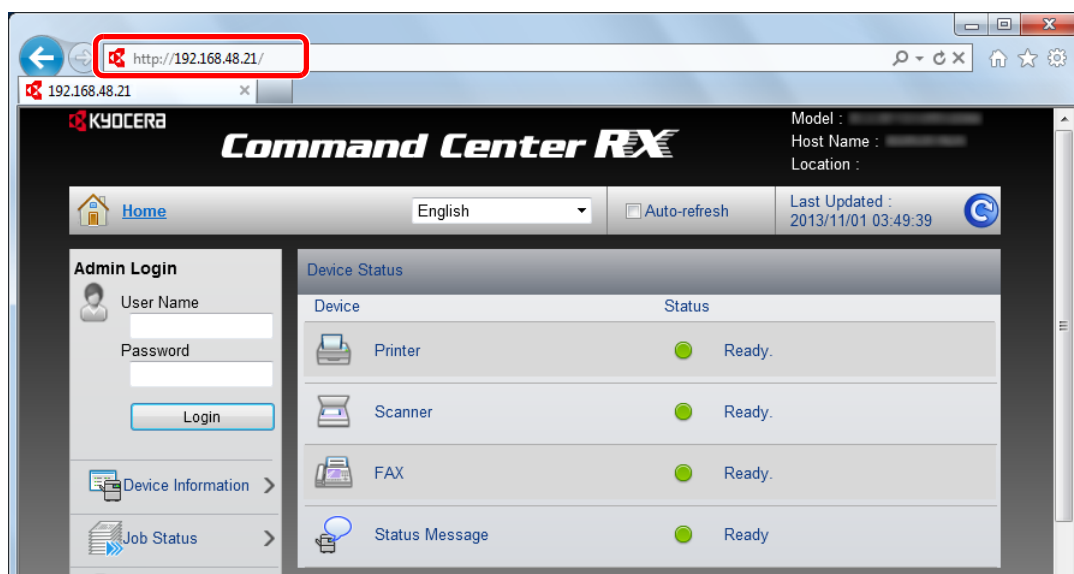 http://192.168.48.21/
192.168.48.21
KYOCERA
Command Center RX
Model :
Host Name :
Location :
Home
English
Auto-refresh
Last Updated :
2013/11/01 03:49:39
Admin Login
User Name
Password
Login
Device Information
Job Status
Device Status
Device Status
Printer Ready.
Scanner Ready.
FAX Ready.
Status Message Ready